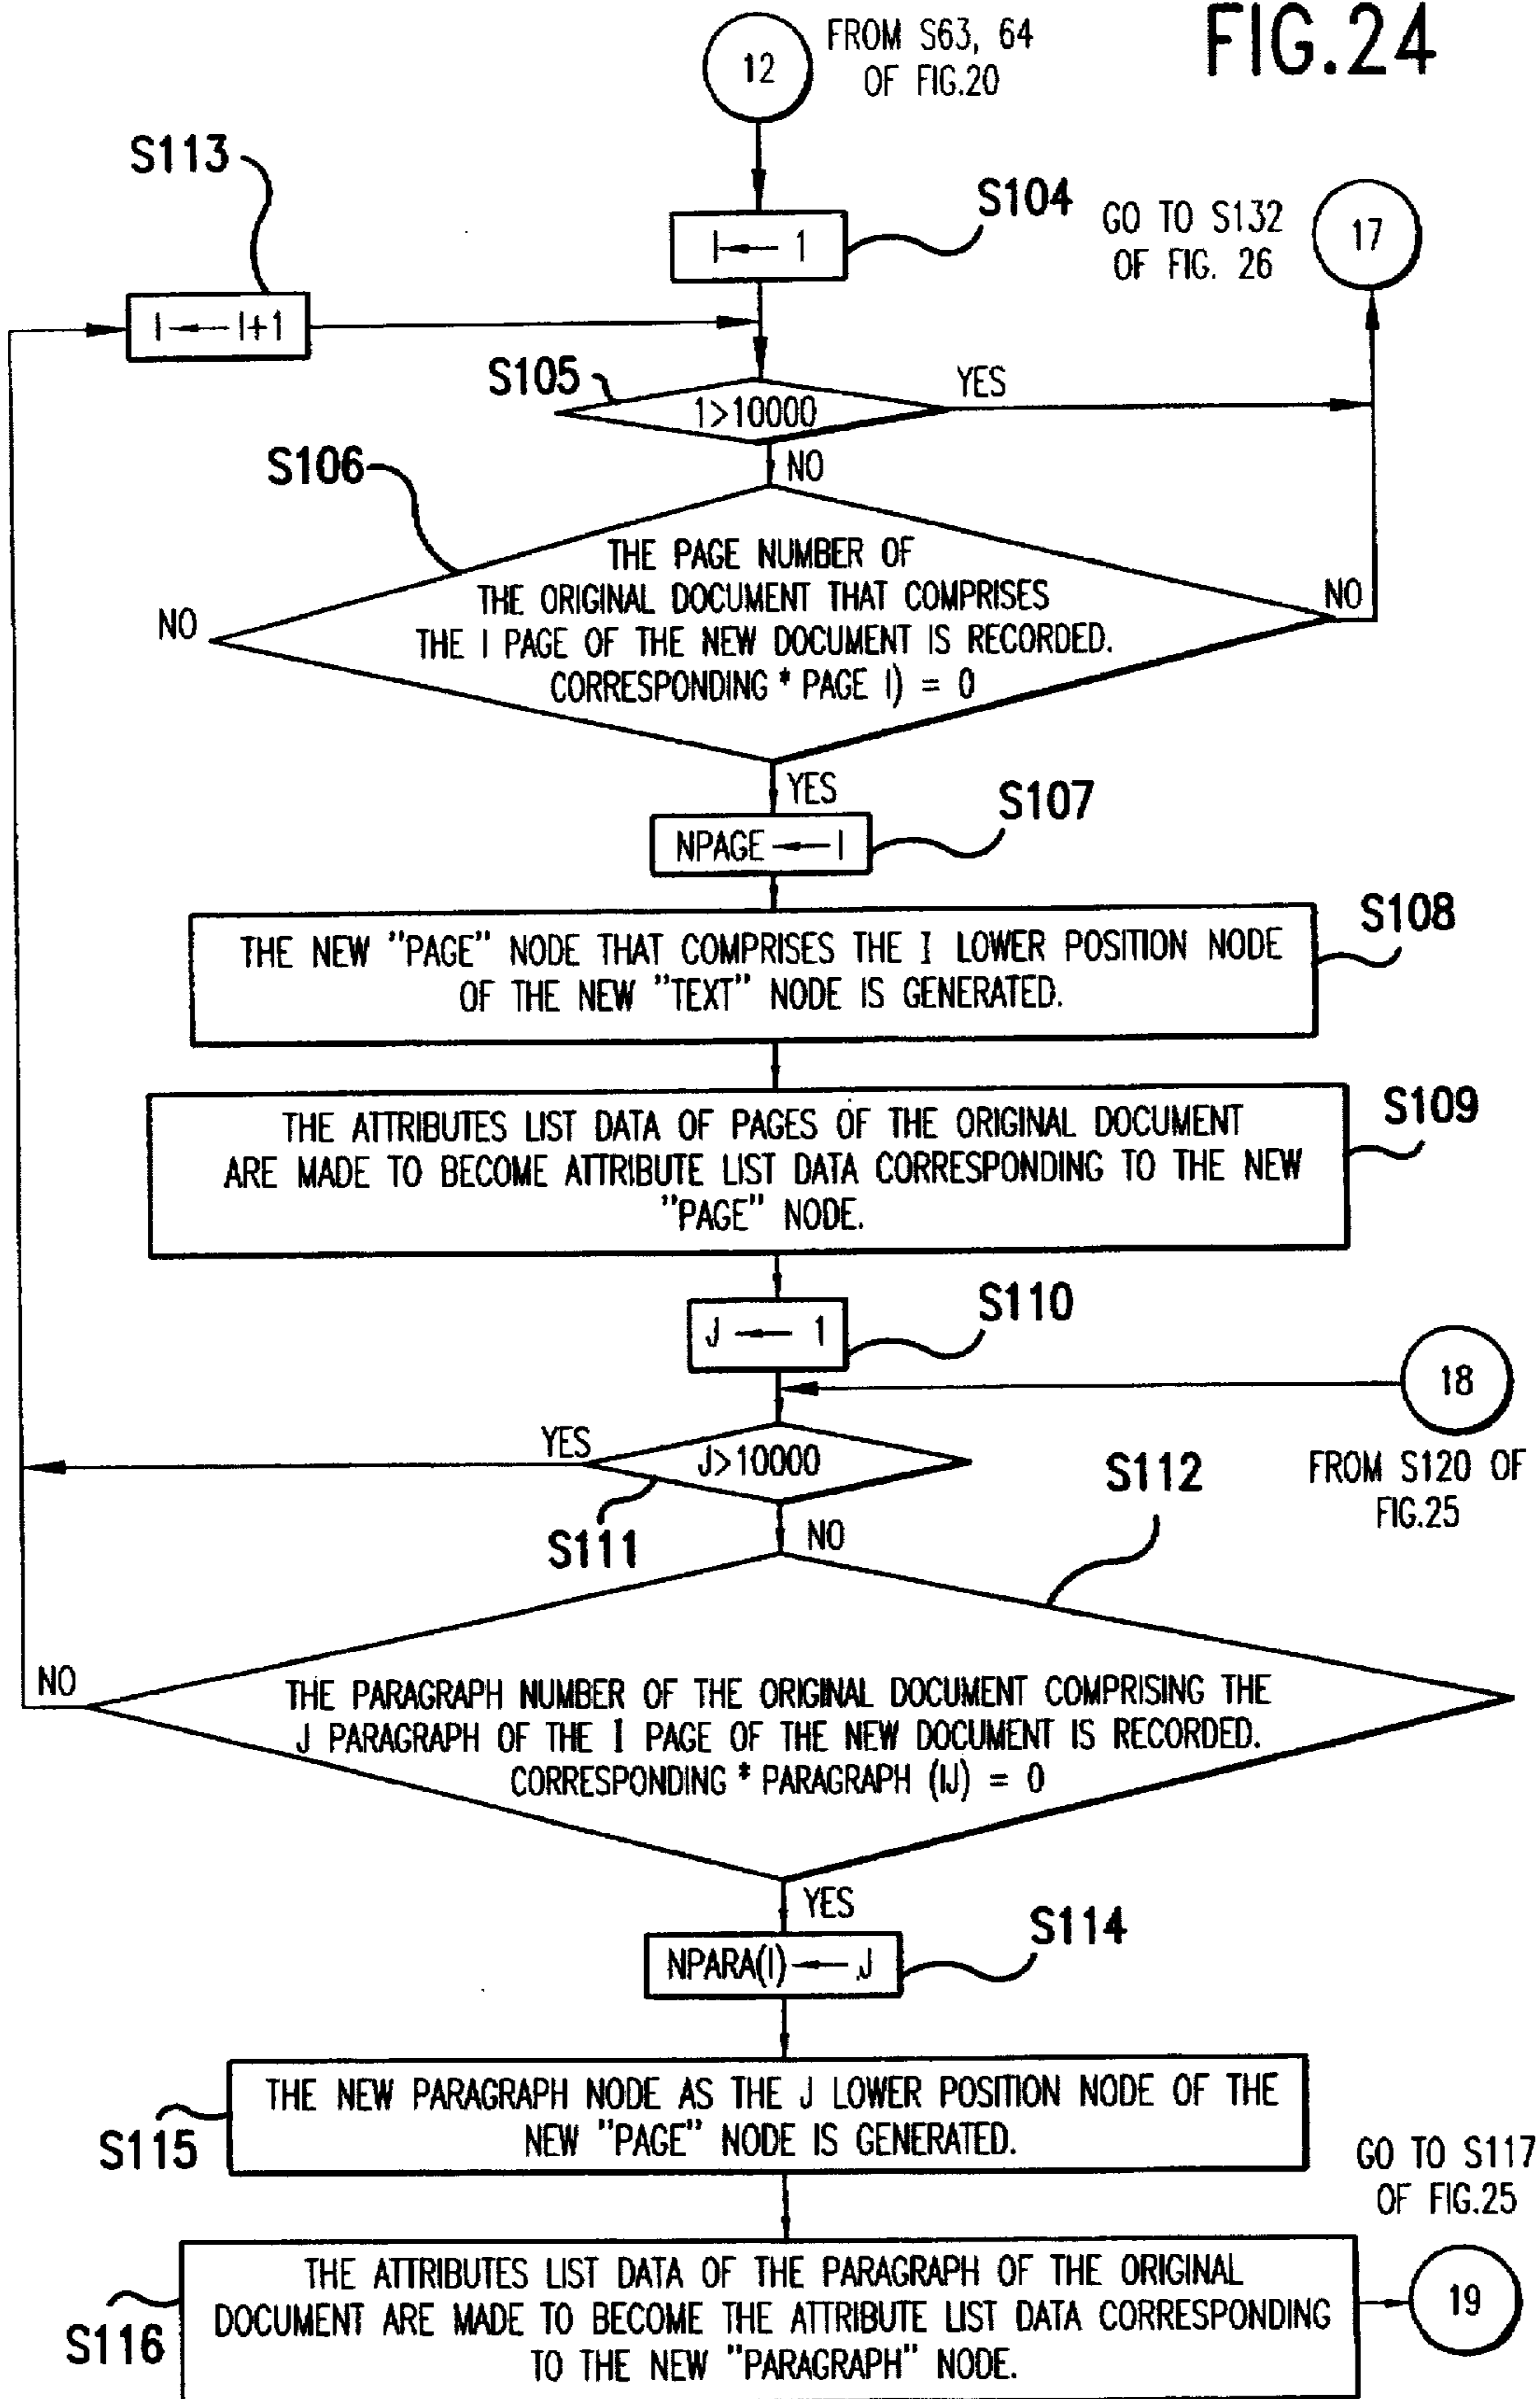 FIG.24
12
FROM S63, 64
OF FIG.20
S113
S104
I ← 1
GO TO S132
OF FIG. 26
17
I ← I+1
S105
1>10000
YES
NO
S106
THE PAGE NUMBER OF
THE ORIGINAL DOCUMENT THAT COMPRISES
THE I PAGE OF THE NEW DOCUMENT IS RECORDED.
CORRESPONDING * PAGE I) = 0
NO
NO
YES
S107
NPAGE ← I
S108
THE NEW "PAGE" NODE THAT COMPRISES THE I LOWER POSITION NODE
OF THE NEW "TEXT" NODE IS GENERATED.
S109
THE ATTRIBUTES LIST DATA OF PAGES OF THE ORIGINAL DOCUMENT
ARE MADE TO BECOME ATTRIBUTE LIST DATA CORRESPONDING TO THE NEW
"PAGE" NODE.
S110
J ← 1
18
FROM S120 OF
FIG.25
YES
J>10000
S111
NO
S112
NO
THE PARAGRAPH NUMBER OF THE ORIGINAL DOCUMENT COMPRISING THE
J PARAGRAPH OF THE I PAGE OF THE NEW DOCUMENT IS RECORDED.
CORRESPONDING * PARAGRAPH (IJ) = 0
YES
S114
NPARA(I) ← J
S115
THE NEW PARAGRAPH NODE AS THE J LOWER POSITION NODE OF THE
NEW "PAGE" NODE IS GENERATED.
GO TO S117
OF FIG.25
S116
THE ATTRIBUTES LIST DATA OF THE PARAGRAPH OF THE ORIGINAL
DOCUMENT ARE MADE TO BECOME THE ATTRIBUTE LIST DATA CORRESPONDING
TO THE NEW "PARAGRAPH" NODE.
19